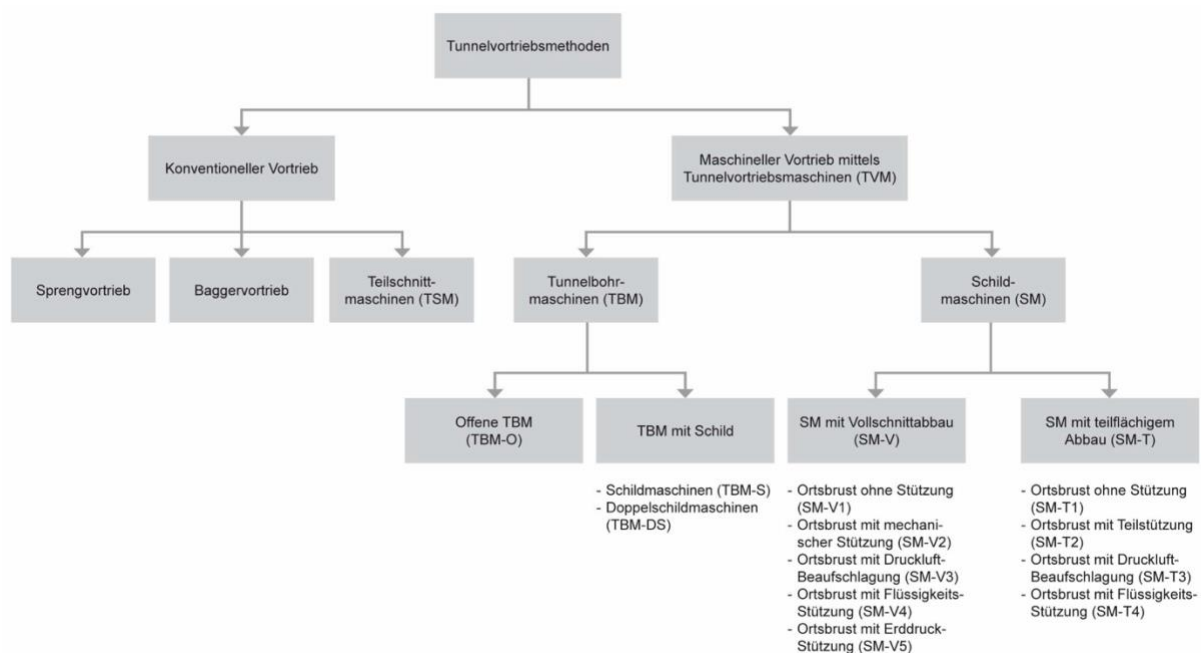 Tunnelvortriebsmethoden
Konventioneller Vortrieb
Maschineller Vortrieb mittels
Tunnelvortriebsmaschinen (TVM)
Sprengvortrieb
Baggervortrieb
Teilschnitt-
maschinen (TSM)
Tunnelbohr-
maschinen (TBM)
Schild-
maschinen (SM)
Offene TBM
(TBM-O)
TBM mit Schild
SM mit Vollschnittabbau
(SM-V)
SM mit teilflächigem
Abbau (SM-T)
- Schildmaschinen (TBM-S)
- Doppelschildmaschinen
(TBM-DS)
- Ortsbrust ohne Stützung
(SM-V1)
- Ortsbrust mit mechani-
scher Stützung (SM-V2)
- Ortsbrust mit Druckluft-
Beaufschlagung (SM-V3)
- Ortsbrust mit Flüssigkeits-
Stützung (SM-V4)
- Ortsbrust mit Erddruck-
Stützung (SM-V5)
- Ortsbrust ohne Stützung
(SM-T1)
- Ortsbrust mit Teilstützung
(SM-T2)
- Ortsbrust mit Druckluft-
Beaufschlagung (SM-T3)
- Ortsbrust mit Flüssigkeits-
Stützung (SM-T4)